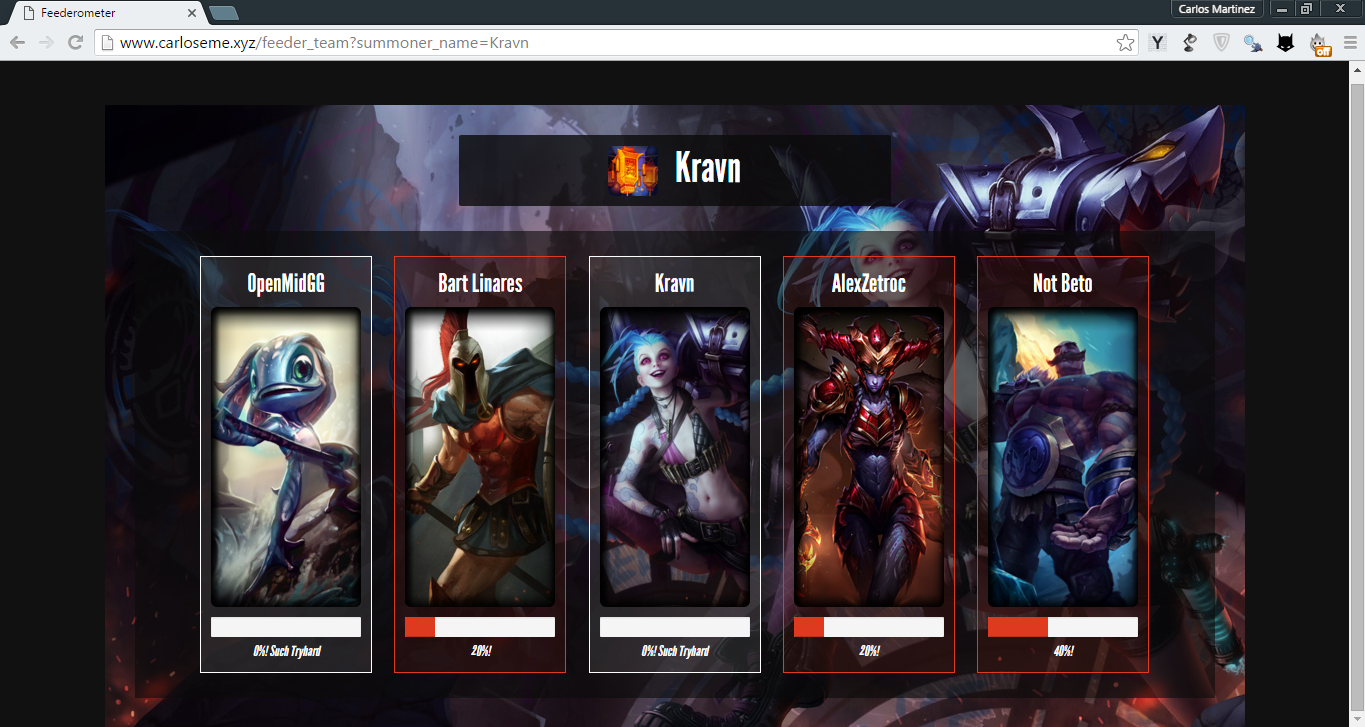 Feederometer
Carlos Martinez
www.carloseme.xyz/feeder_team?summoner_name=Kravn
Y
off
Kravn
OpenMidGG
Bart Linares
Kravn
AlexZetroc
Not Beto
0%! Such Tryhard
20%!
0%! Such Tryhard
20%!
40%!